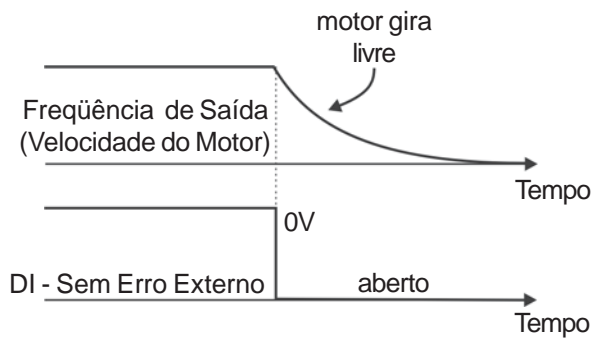 motor gira
livre
Freqüência de Saída
(Velocidade do Motor)
Tempo
0V
DI - Sem Erro Externo
aberto
Tempo